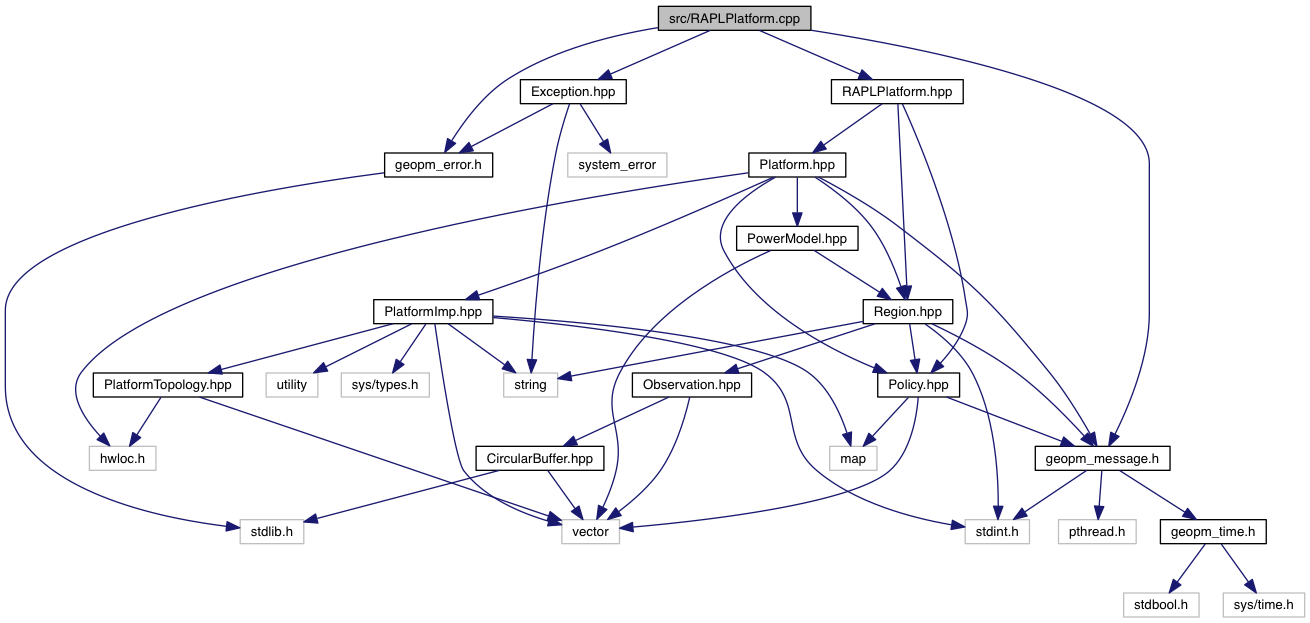 src/RAPLPlatform.cpp
Exception.hpp
RAPLPlatform.hpp
geopm_error.h
system_error
Platform.hpp
PowerModel.hpp
PlatformImp.hpp
Region.hpp
PlatformTopology.hpp
utility
sys/types.h
string
Observation.hpp
Policy.hpp
hwloc.h
CircularBuffer.hpp
map
geopm_message.h
stdlib.h
vector
stdint.h
pthread.h
geopm_time.h
stdbool.h
sys/time.h